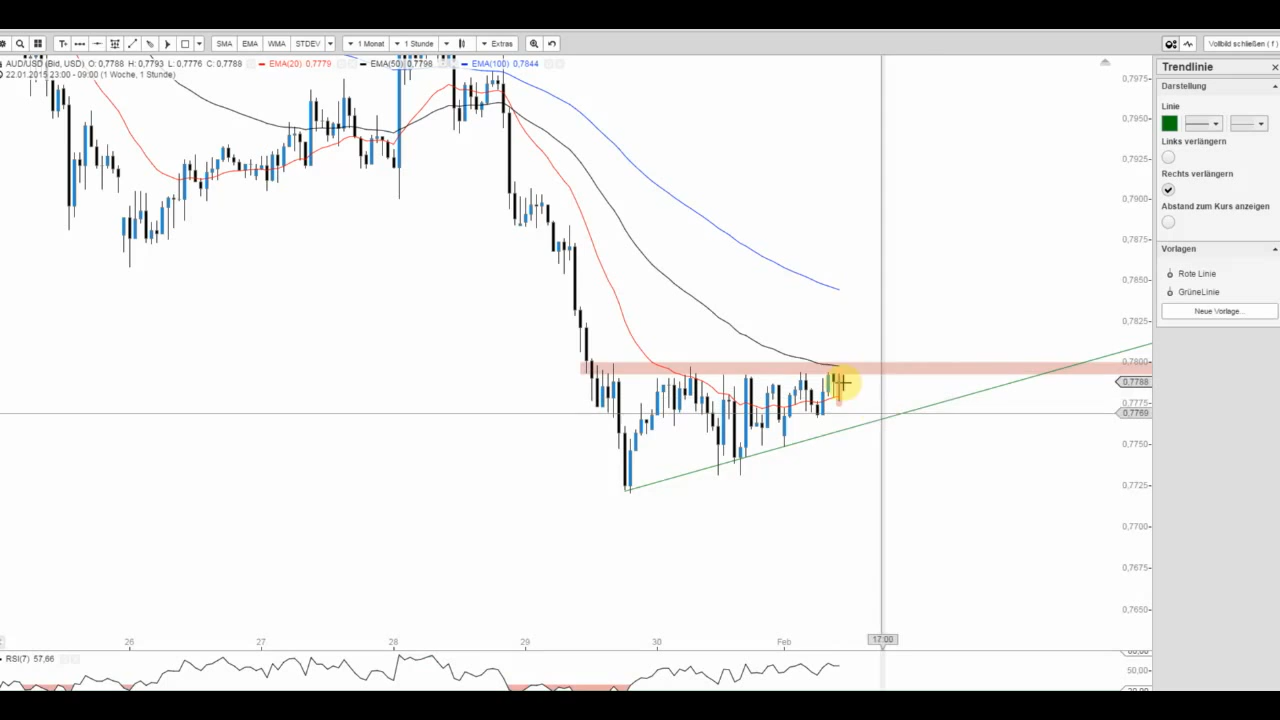 SMA EMA WMA STDEV 1 Monat 1 Stunde Extras Vollbild schließen ( f )
AUD/USD (Bid, USD) O: 0,7788 H: 0,7793 L: 0,7776 C: 0,7788 EMA(20) 0,7779 EMA(50) 0,7798 EMA(100) 0,7844
22.01.2015 23:00 - 09:00 (1 Woche, 1 Stunde)
Trendlinie
Darstellung
Linie
Links verlängern
Rechts verlängern
Abstand zum Kurs anzeigen
Vorlagen
Rote Linie
GrüneLinie
Neue Vorlage...
0,7975
0,7950
0,7925
0,7900
0,7875
0,7850
0,7825
0,7800
0,7788
0,7775
0,7769
0,7750
0,7725
0,7700
0,7675
0,7650
26 27 28 29 30 Feb 17:00
RSI(7) 57,66
50,00